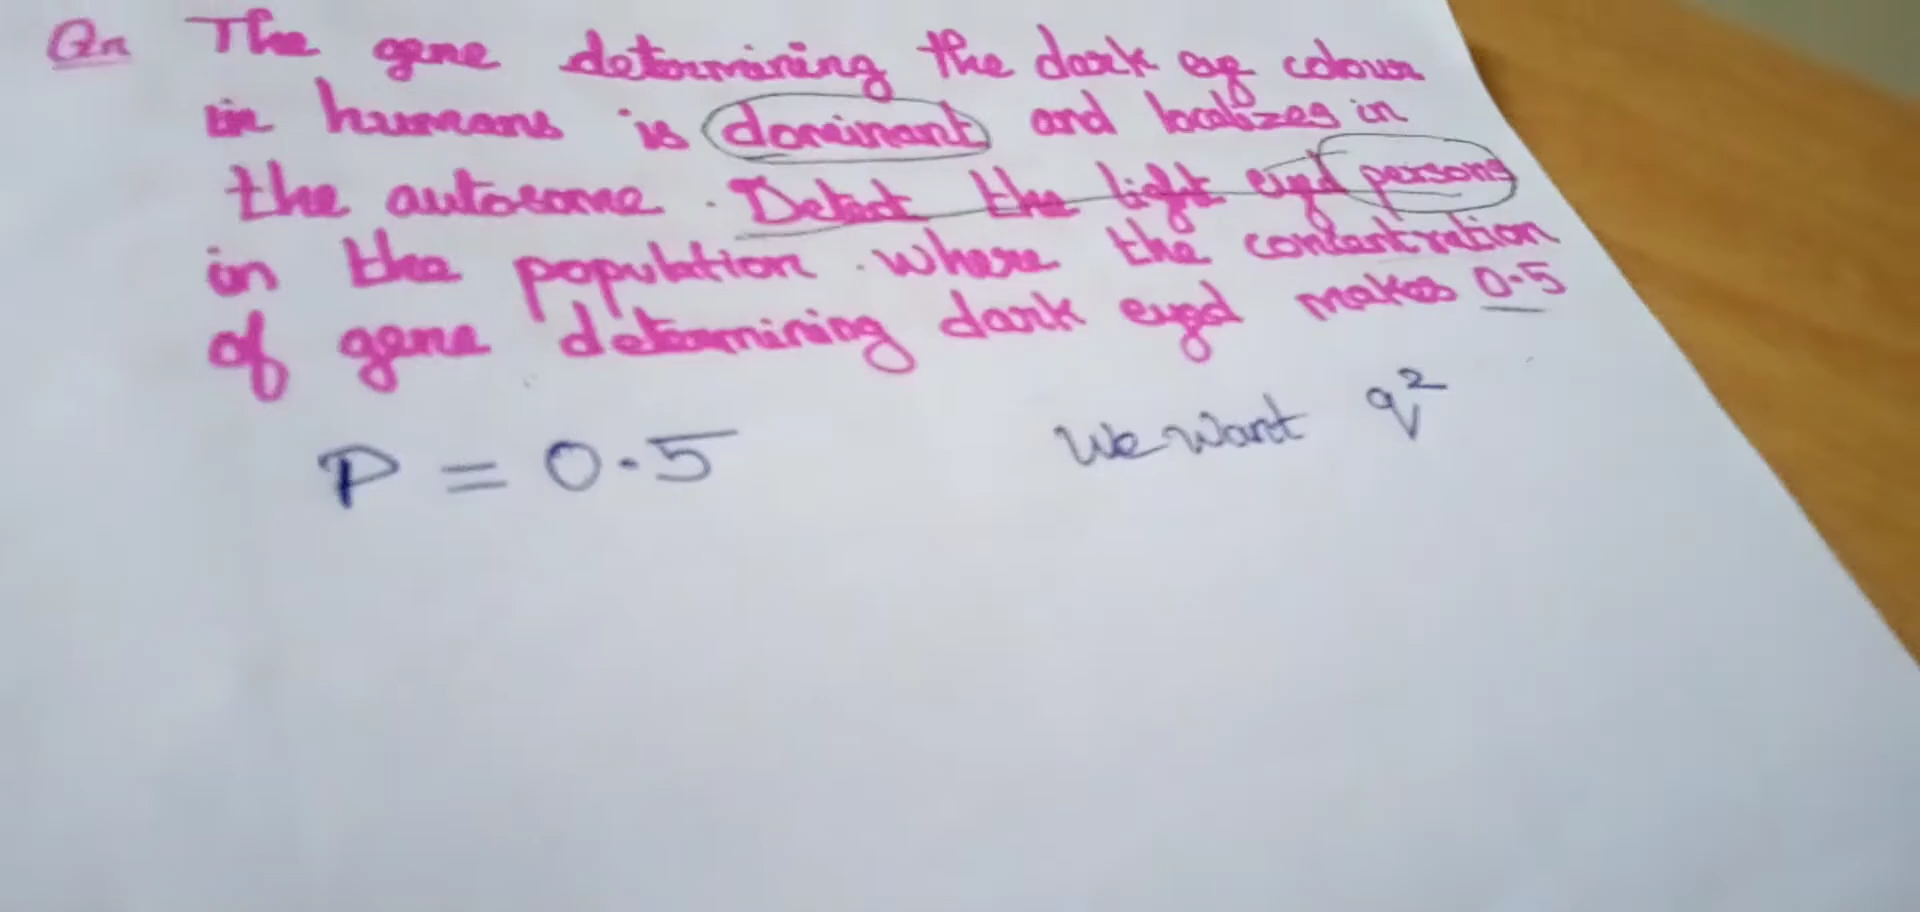 Qn The gene determining the dark eye colour
in humans is dominant and localizes in
the autosome. Detect the light eyed persons
in the population. where the concentration
of gene determining dark eyed makes 0.5
P = 0.5 We want q²